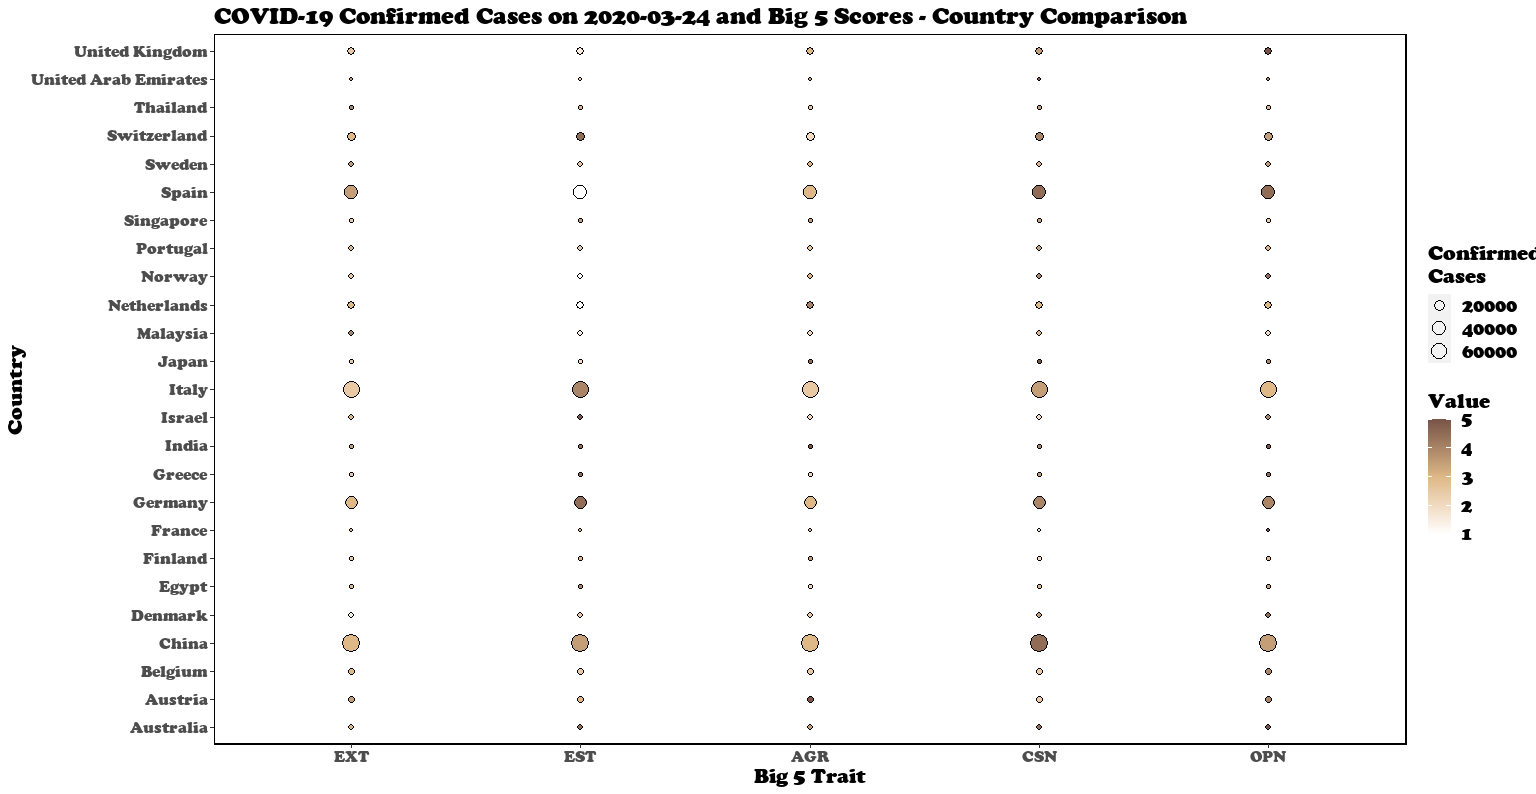 COVID-19 Confirmed Cases on 2020-03-24 and Big 5 Scores - Country Comparison
Country
United Kingdom
United Arab Emirates
Thailand
Switzerland
Sweden
Spain
Singapore
Portugal
Norway
Netherlands
Malaysia
Japan
Italy
Israel
India
Greece
Germany
France
Finland
Egypt
Denmark
China
Belgium
Austria
Australia
EXT EST AGR CSN OPN
Big 5 Trait
Confirmed
Cases
20000
40000
60000
Value
5
4
3
2
1